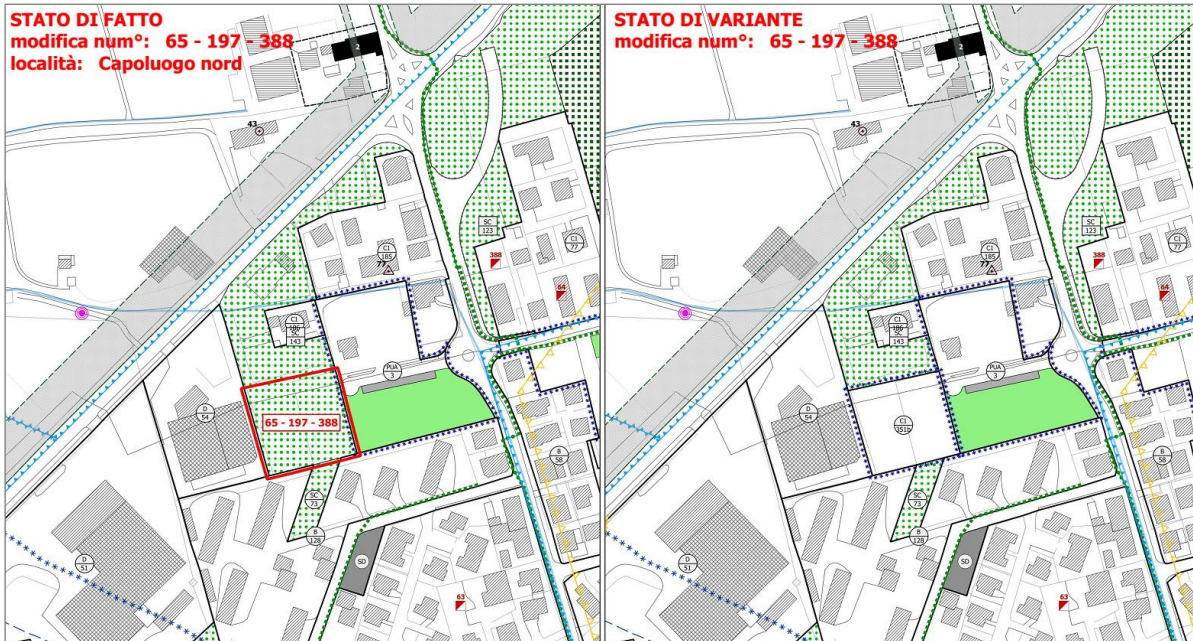 STATO DI FATTO
modifica num°: 65 - 197 - 388
località: Capoluogo nord
2
43
SC
123
C1
77
C1
185
77
388
64
C1
186
SC
143
PUA
3
D
54
65 - 197 - 388
B
58
SC
73
B
128
D
51
SD
63
STATO DI VARIANTE
modifica num°: 65 - 197 - 388
2
43
SC
123
C1
77
C1
185
77
388
64
C1
186
SC
143
PUA
3
D
54
C1
351b
B
58
SC
73
B
128
D
51
SD
63